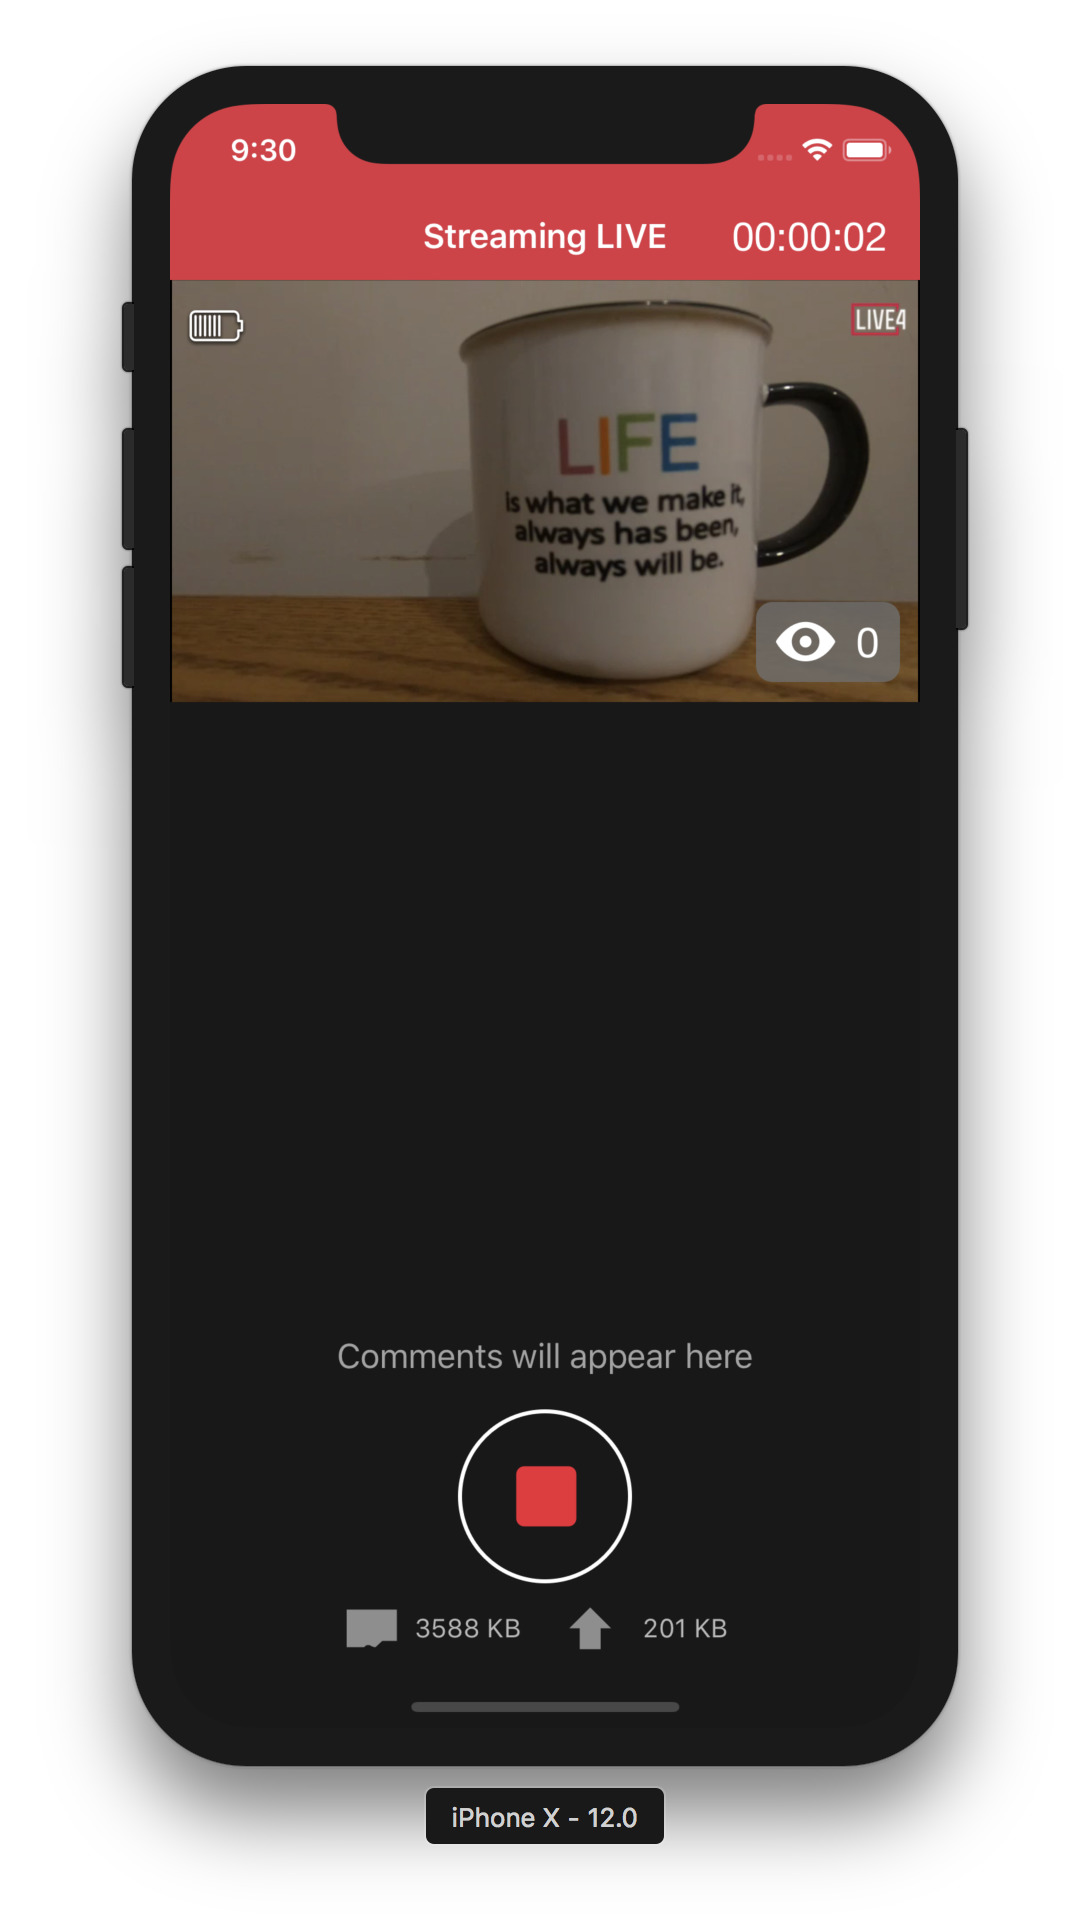 9:30
Streaming LIVE 00:00:02
LIVE4
LIFE
is what we make it,
always has been,
always will be.
0
Comments will appear here
3588 KB 201 KB
iPhone X - 12.0